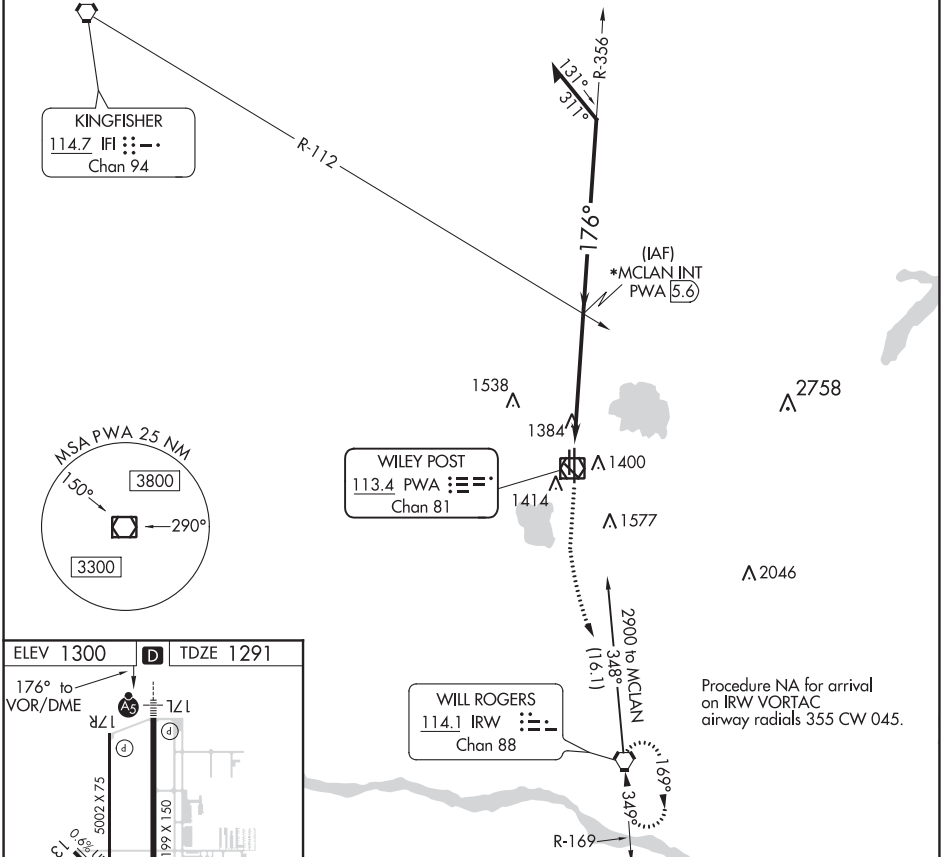 KINGFISHER
114.7 IFI
Chan 94
R-112
R-356
131°
311°
176°
(IAF)
*MCLAN INT
PWA 5.6
1538
2758
1384
1400
1414
1577
2046
WILEY POST
113.4 PWA
Chan 81
MSA PWA 25 NM
150°
3800
290°
3300
2900 to MCLAN
348°
(16.1)
WILL ROGERS
114.1 IRW
Chan 88
Procedure NA for arrival
on IRW VORTAC
airway radials 355 CW 045.
169°
349°
R-169
ELEV 1300
D
TDZE 1291
176° to
VOR/DME
A5
17R
17L
P
P
5002 X 75
199 X 150
13